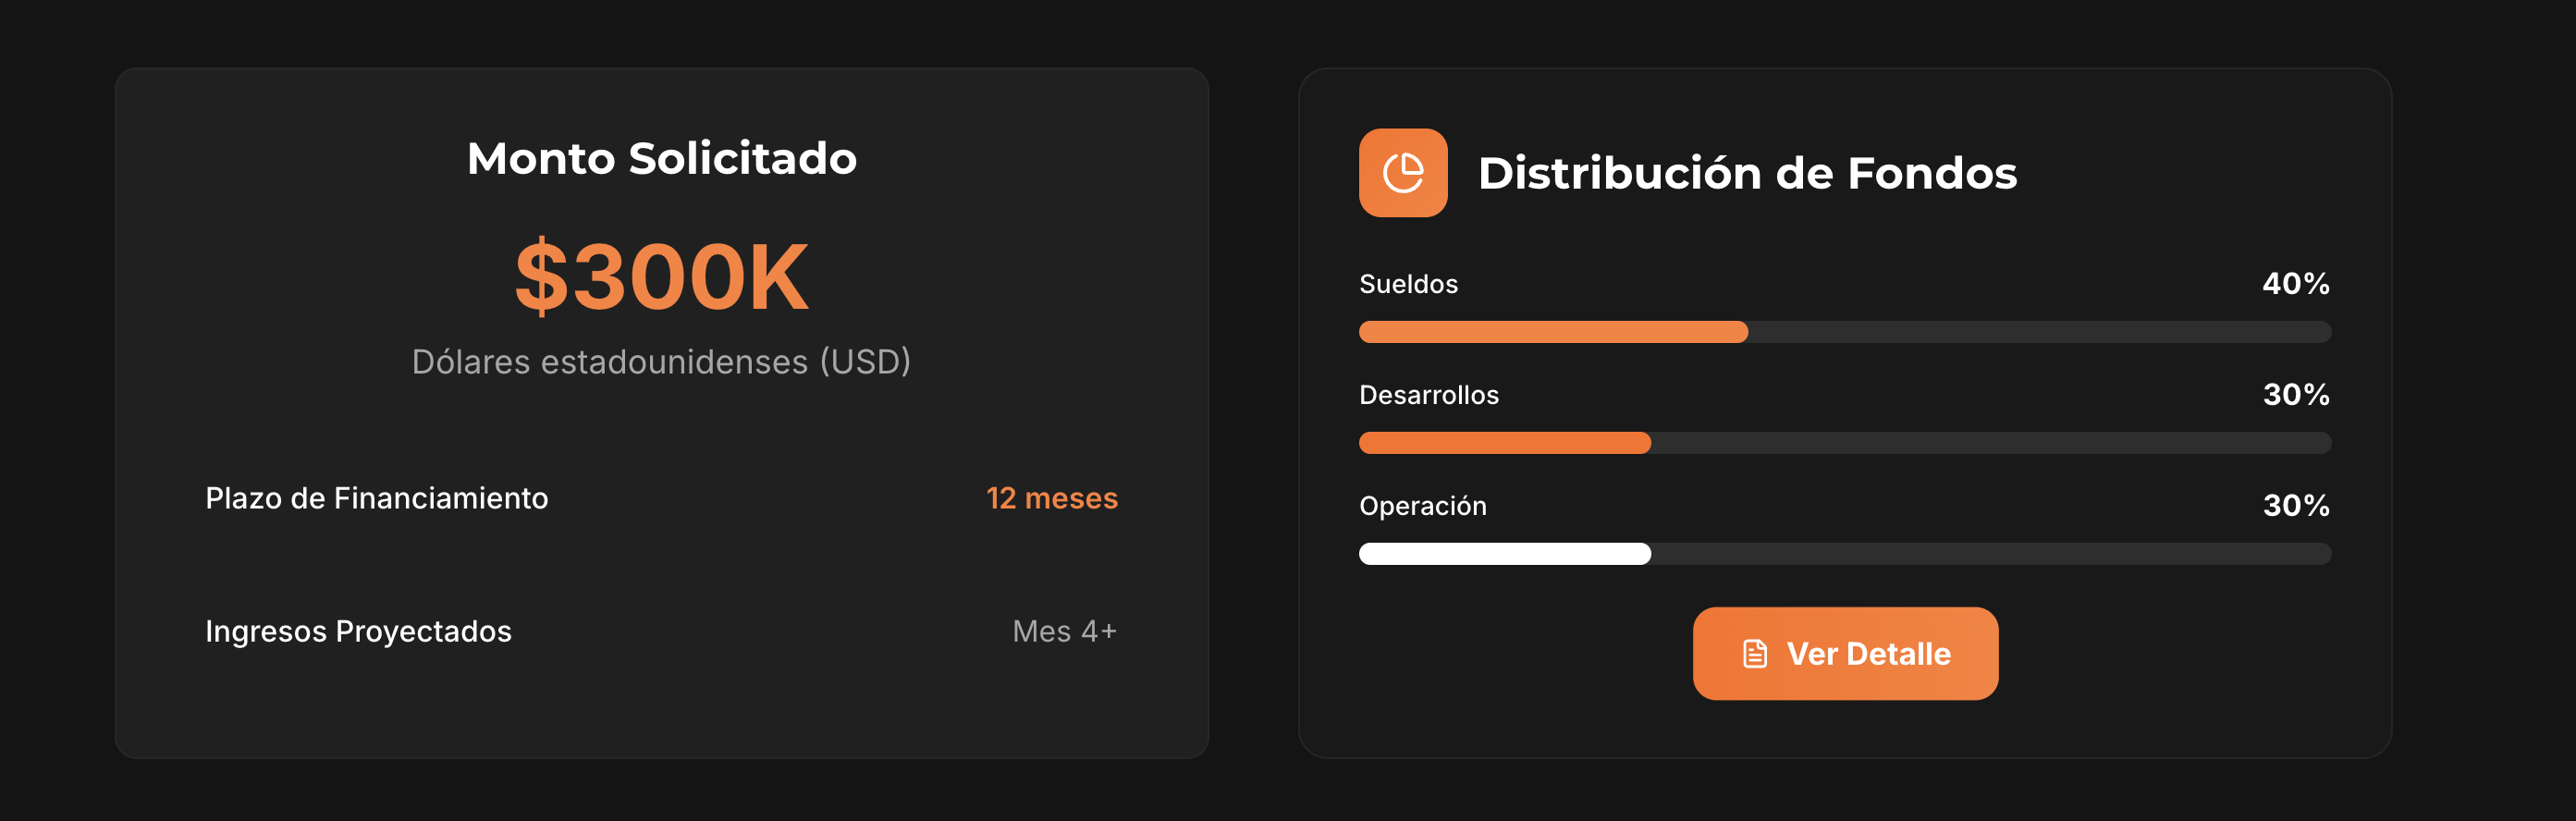 Monto Solicitado
$300K
Dólares estadounidenses (USD)
Plazo de Financiamiento 12 meses
Ingresos Proyectados Mes 4+
Distribución de Fondos
Sueldos 40%
Desarrollos 30%
Operación 30%
Ver Detalle